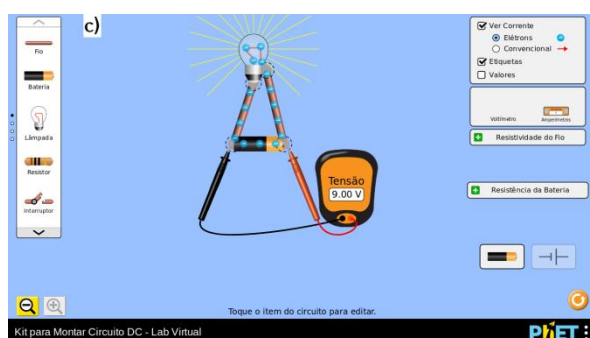 c)
Fio
Bateria
Lâmpada
Resistor
Interruptor
Ver Corrente
Elétrons
Convencional
Etiquetas
Valores
Voltímetro
Amperímetros
Resistividade do Fio
Resistência da Bateria
Tensão
9.00 V
Toque o item do circuito para editar.
Kit para Montar Circuito DC - Lab Virtual
PhET